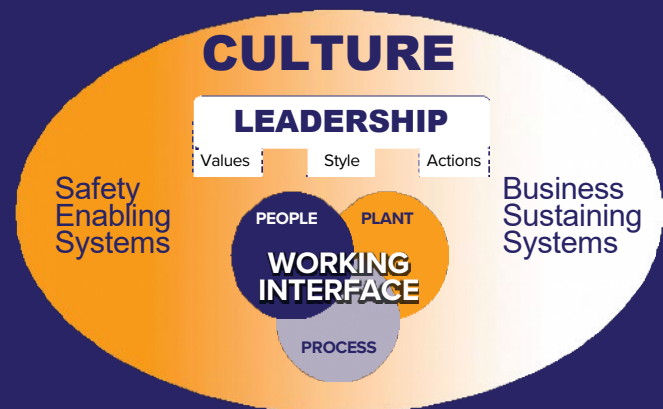 CULTURE
LEADERSHIP
Values Style Actions
Safety
Enabling
Systems
Business
Sustaining
Systems
PEOPLE PLANT
WORKING
INTERFACE
PROCESS